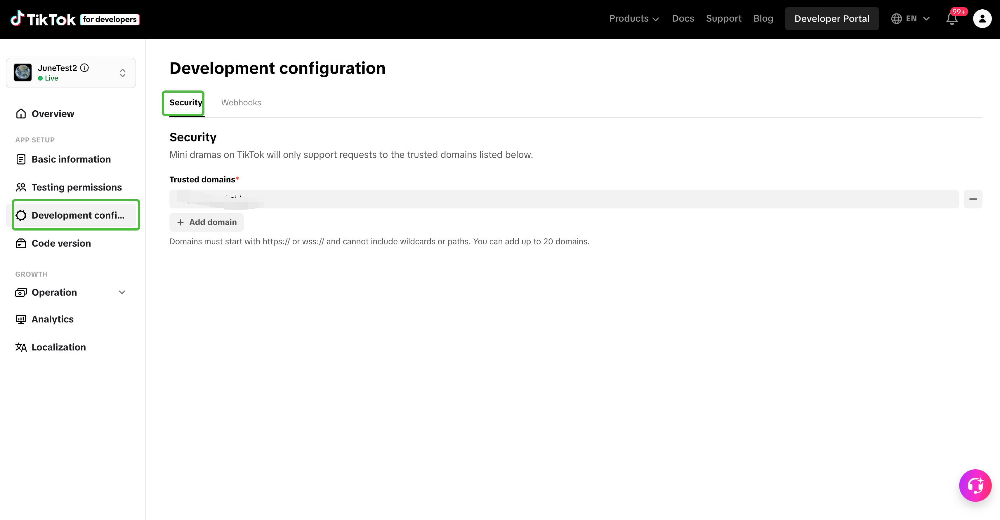 TikTok for developers
Products
Docs
Support
Blog
Developer Portal
EN
99+
JuneTest2
Live
Overview
APP SETUP
Basic information
Testing permissions
Development confi...
Code version
GROWTH
Operation
Analytics
Localization
Development configuration
Security
Webhooks
Security
Mini dramas on TikTok will only support requests to the trusted domains listed below.
Trusted domains*
Add domain
Domains must start with https:// or wss:// and cannot include wildcards or paths. You can add up to 20 domains.